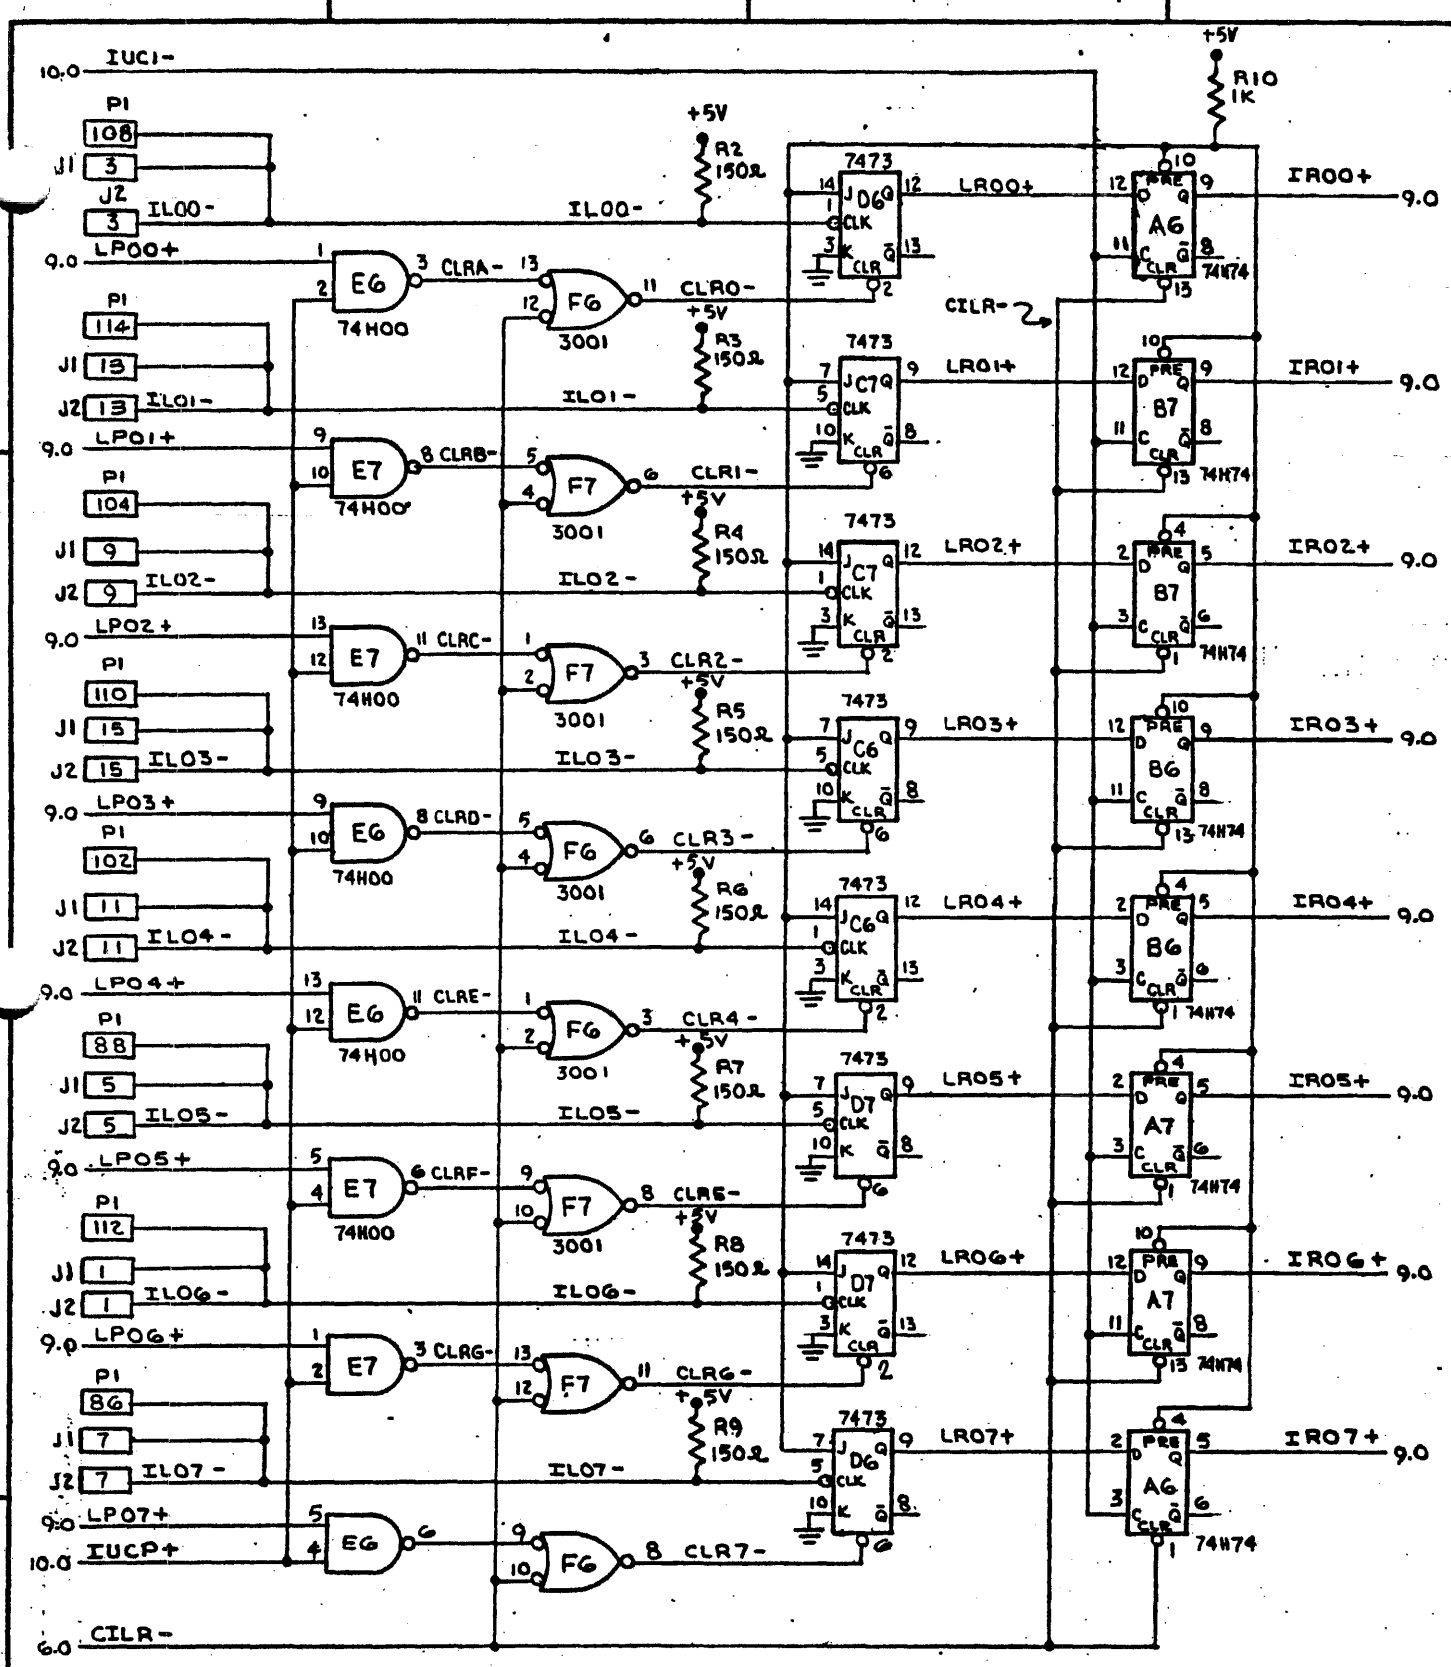 10.0 IUC1-
+5V
R10
1K
P1
108
J1 3
J2
3 IL00- IL00-
+5V
R2
150Ω
7473
14 J D6 Q 12 LR00+
1 CLK
3 K Q̄ 13
CLR
2
10
12 D PRE Q 9 IR00+ 9.0
A6
11 C Q̄ 8
CLR 74H74
13
9.0 LP00+ 1
2 E6 3 CLRA- 13
74H00
12 F6 11 CLR0-
3001
CILR-
P1
114
J1 13
J2 13 IL01- IL01-
+5V
R3
150Ω
7473
7 J C7 Q 9 LR01+
5 CLK
10 K Q̄ 8
CLR
6
10
12 D PRE Q 9 IR01+ 9.0
B7
11 C Q̄ 8
CLR 74H74
13
9.0 LP01+ 9
10 E7 8 CLRB- 5
74H00
4 F7 6 CLR1-
3001
P1
104
J1 9
J2 9 IL02- IL02-
+5V
R4
150Ω
7473
14 J C7 Q 12 LR02+
1 CLK
3 K Q̄ 13
CLR
2
4
2 D PRE Q 5 IR02+ 9.0
B7
3 C Q̄ 6
CLR 74H74
1
9.0 LP02+ 13
12 E7 11 CLRC- 1
74H00
2 F7 3 CLR2-
3001
P1
110
J1 15
J2 15 IL03- IL03-
+5V
R5
150Ω
7473
7 J C6 Q 9 LR03+
5 CLK
10 K Q̄ 8
CLR
6
10
12 D PRE Q 9 IR03+ 9.0
B6
11 C Q̄ 8
CLR 74H74
13
9.0 LP03+ 9
10 E6 8 CLRD- 5
74H00
4 F6 6 CLR3-
3001
P1
102
J1 11
J2 11 IL04- IL04-
+5V
R6
150Ω
7473
14 J C6 Q 12 LR04+
1 CLK
3 K Q̄ 13
CLR
2
4
2 D PRE Q 5 IR04+ 9.0
B6
3 C Q̄ 6
CLR 74H74
1
9.0 LP04+ 13
12 E6 11 CLRE- 1
74H00
2 F6 3 CLR4-
3001
P1
88
J1 5
J2 5 IL05- IL05-
+5V
R7
150Ω
7473
7 J D7 Q 9 LR05+
5 CLK
10 K Q̄ 8
CLR
6
4
2 D PRE Q 5 IR05+ 9.0
A7
3 C Q̄ 6
CLR 74H74
1
9.0 LP05+ 5
4 E7 6 CLRF- 9
74H00
10 F7 8 CLR5-
3001
P1
112
J1 1
J2 1 IL06- IL06-
+5V
R8
150Ω
7473
14 J D7 Q 12 LR06+
1 CLK
3 K Q̄ 13
CLR
2
10
12 D PRE Q 9 IR06+ 9.0
A7
11 C Q̄ 8
CLR 74H74
13
9.0 LP06+ 1
2 E7 3 CLRG- 13
12 F7 11 CLR6-
P1
86
J1 7
J2 7 IL07- IL07-
+5V
R9
150Ω
7473
7 J D6 Q 9 LR07+
5 CLK
10 K Q̄ 8
CLR
6
4
2 D PRE Q 5 IR07+ 9.0
A6
3 C Q̄ 6
CLR 74H74
1
9.0 LP07+ 5
10.0 IUCP+ 4 E6 6 9
10 F6 8 CLR7-
6.0 CILR-